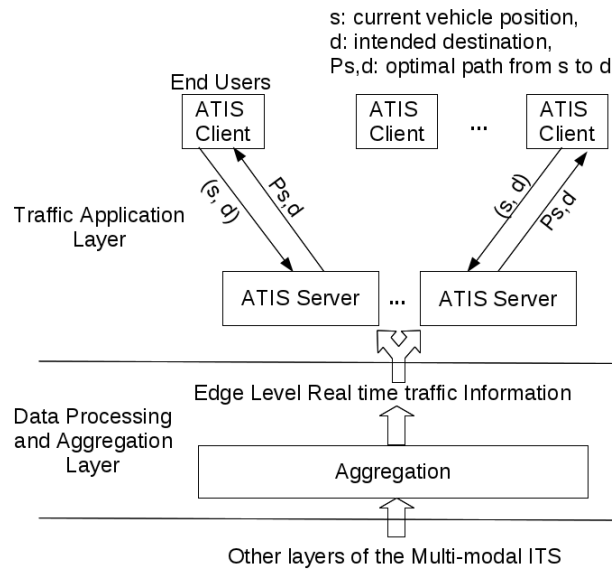 s: current vehicle position,
d: intended destination,
Ps,d: optimal path from s to d
End Users
ATIS
Client
ATIS
Client
...
ATIS
Client
(s, d)
Ps,d
(s, d)
Ps,d
Traffic Application
Layer
ATIS Server
...
ATIS Server
Edge Level Real time traffic Information
Data Processing
and Aggregation
Layer
Aggregation
Other layers of the Multi-modal ITS